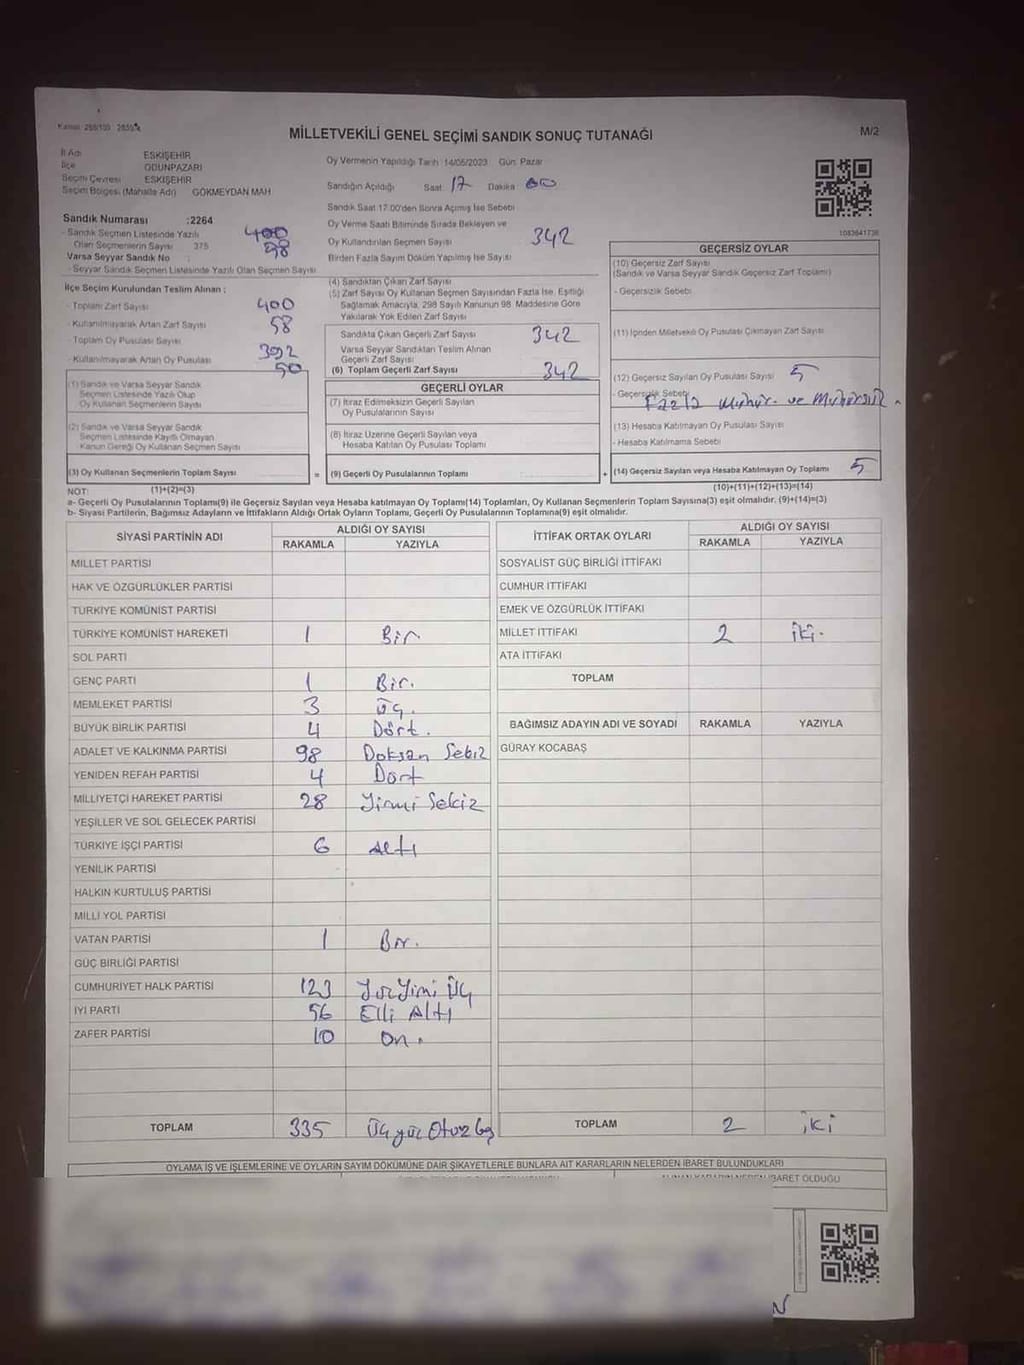 MİLLETVEKİLİ GENEL SEÇİMİ SANDIK SONUÇ TUTANAĞI
M/2
İl Adı ESKİŞEHİR
İlçe ODUNPAZARI
Seçim Çevresi ESKİŞEHİR
Seçim Bölgesi (Mahalle Adı) GÖKMEYDAN MAH.
Oy Vermenin Yapıldığı Tarih 14/05/2023 Gün: Pazar
Sandığın Açıldığı Saat 17 Dakika 00
Sandık Saat 17:00'den Sonra Açılmış İse Sebebi
Sandık Numarası :2264
- Sandık Seçmen Listesinde Yazılı Olan Seçmenlerin Sayısı 375
400
98
Varsa Seyyar Sandık No :
- Seyyar Sandık Seçmen Listesinde Yazılı Olan Seçmen Sayısı
Oy Verme Saati Bitiminde Sırada Bekleyen ve
Oy Kullandırılan Seçmen Sayısı 342
Birden Fazla Sayım Döküm Yapılmış İse Sayısı
1083641736
İlçe Seçim Kurulundan Teslim Alınan :
- Toplam Zarf Sayısı 400
- Kullanılmayarak Artan Zarf Sayısı 58
- Toplam Oy Pusulası Sayısı 392
- Kullanılmayarak Artan Oy Pusulası 50
(1) Sandık ve Varsa Seyyar Sandık
Seçmen Listesinde Yazılı Olup
Oy Kullanan Seçmenlerin Sayısı
(2) Sandık ve Varsa Seyyar Sandık
Seçmen Listesinde Kayıtlı Olmayan
Kanun Gereği Oy Kullanan Seçmen Sayısı
(3) Oy Kullanan Seçmenlerin Toplam Sayısı
(1)+(2)=(3)
(4) Sandıktan Çıkan Zarf Sayısı
(5) Zarf Sayısı Oy Kullanan Seçmen Sayısından Fazla İse, Eşitliği
Sağlamak Amacıyla, 298 Sayılı Kanunun 98. Maddesine Göre
Yakılarak Yok Edilen Zarf Sayısı
Sandıkta Çıkan Geçerli Zarf Sayısı 342
Varsa Seyyar Sandıktan Teslim Alınan
Geçerli Zarf Sayısı
(6) Toplam Geçerli Zarf Sayısı 342
GEÇERLİ OYLAR
(7) İtiraz Edilmeksizin Geçerli Sayılan
Oy Pusulalarının Sayısı
(8) İtiraz Üzerine Geçerli Sayılan veya
Hesaba Katılan Oy Pusulası Toplamı
= (9) Geçerli Oy Pusulalarının Toplamı
GEÇERSİZ OYLAR
(10) Geçersiz Zarf Sayısı
(Sandık ve Varsa Seyyar Sandık Geçersiz Zarf Toplamı)
- Geçersizlik Sebebi
(11) İçinden Milletvekili Oy Pusulası Çıkmayan Zarf Sayısı
(12) Geçersiz Sayılan Oy Pusulası Sayısı 5
- Geçersizlik Sebebi Fazla Mühür ve Mühürsüz
(13) Hesaba Katılmayan Oy Pusulası Sayısı
- Hesaba Katılmama Sebebi
+ (14) Geçersiz Sayılan veya Hesaba Katılmayan Oy Toplamı 5
(10)+(11)+(12)+(13)=(14)
NOT:
a- Geçerli Oy Pusulalarının Toplamı(9) ile Geçersiz Sayılan veya Hesaba katılmayan Oy Toplamı(14) Toplamları, Oy Kullanan Seçmenlerin Toplam Sayısına(3) eşit olmalıdır. (9)+(14)=(3)
b- Siyasi Partilerin, Bağımsız Adayların ve İttifakların Aldığı Ortak Oyların Toplamı, Geçerli Oy Pusulalarının Toplamına(9) eşit olmalıdır.
SİYASİ PARTİNİN ADI ALDIĞI OY SAYISI
RAKAMLA YAZIYLA
MİLLET PARTİSİ
HAK VE ÖZGÜRLÜKLER PARTİSİ
TÜRKİYE KOMÜNİST PARTİSİ
TÜRKİYE KOMÜNİST HAREKETİ 1 Bir
SOL PARTİ
GENÇ PARTİ 1 Bir.
MEMLEKET PARTİSİ 3 Üç.
BÜYÜK BİRLİK PARTİSİ 4 Dört.
ADALET VE KALKINMA PARTİSİ 98 Doksan Sekiz
YENİDEN REFAH PARTİSİ 4 Dört
MİLLİYETÇİ HAREKET PARTİSİ 28 Yirmi Sekiz
YEŞİLLER VE SOL GELECEK PARTİSİ
TÜRKİYE İŞÇİ PARTİSİ 6 Altı
YENİLİK PARTİSİ
HALKIN KURTULUŞ PARTİSİ
MİLLİ YOL PARTİSİ
VATAN PARTİSİ 1 Bir.
GÜÇ BİRLİĞİ PARTİSİ
CUMHURİYET HALK PARTİSİ 123 Yüzyirmi Üç
İYİ PARTİ 56 Elli Altı
ZAFER PARTİSİ 10 On.
TOPLAM 335 Üçyüz Otuz beş
İTTİFAK ORTAK OYLARI ALDIĞI OY SAYISI
RAKAMLA YAZIYLA
SOSYALİST GÜÇ BİRLİĞİ İTTİFAKI
CUMHUR İTTİFAKI
EMEK VE ÖZGÜRLÜK İTTİFAKI
MİLLET İTTİFAKI 2 iki.
ATA İTTİFAKI
TOPLAM
BAĞIMSIZ ADAYIN ADI VE SOYADI RAKAMLA YAZIYLA
GÜRAY KOCABAŞ
TOPLAM 2 iki
OYLAMA İŞ VE İŞLEMLERİNE VE OYLARIN SAYIM DÖKÜMÜNE DAİR ŞİKAYETLERLE BUNLARA AİT KARARLARIN NELERDEN İBARET BULUNDUKLARI
İBARET OLDUĞU